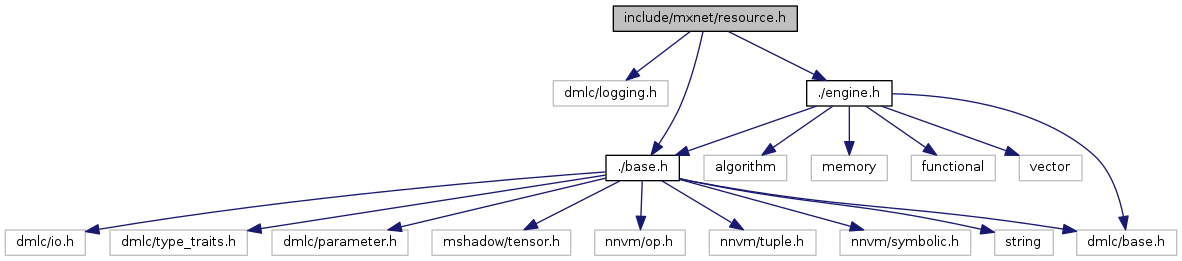 include/mxnet/resource.h
dmlc/logging.h
./engine.h
./base.h
algorithm
memory
functional
vector
dmlc/io.h
dmlc/type_traits.h
dmlc/parameter.h
mshadow/tensor.h
nnvm/op.h
nnvm/tuple.h
nnvm/symbolic.h
string
dmlc/base.h